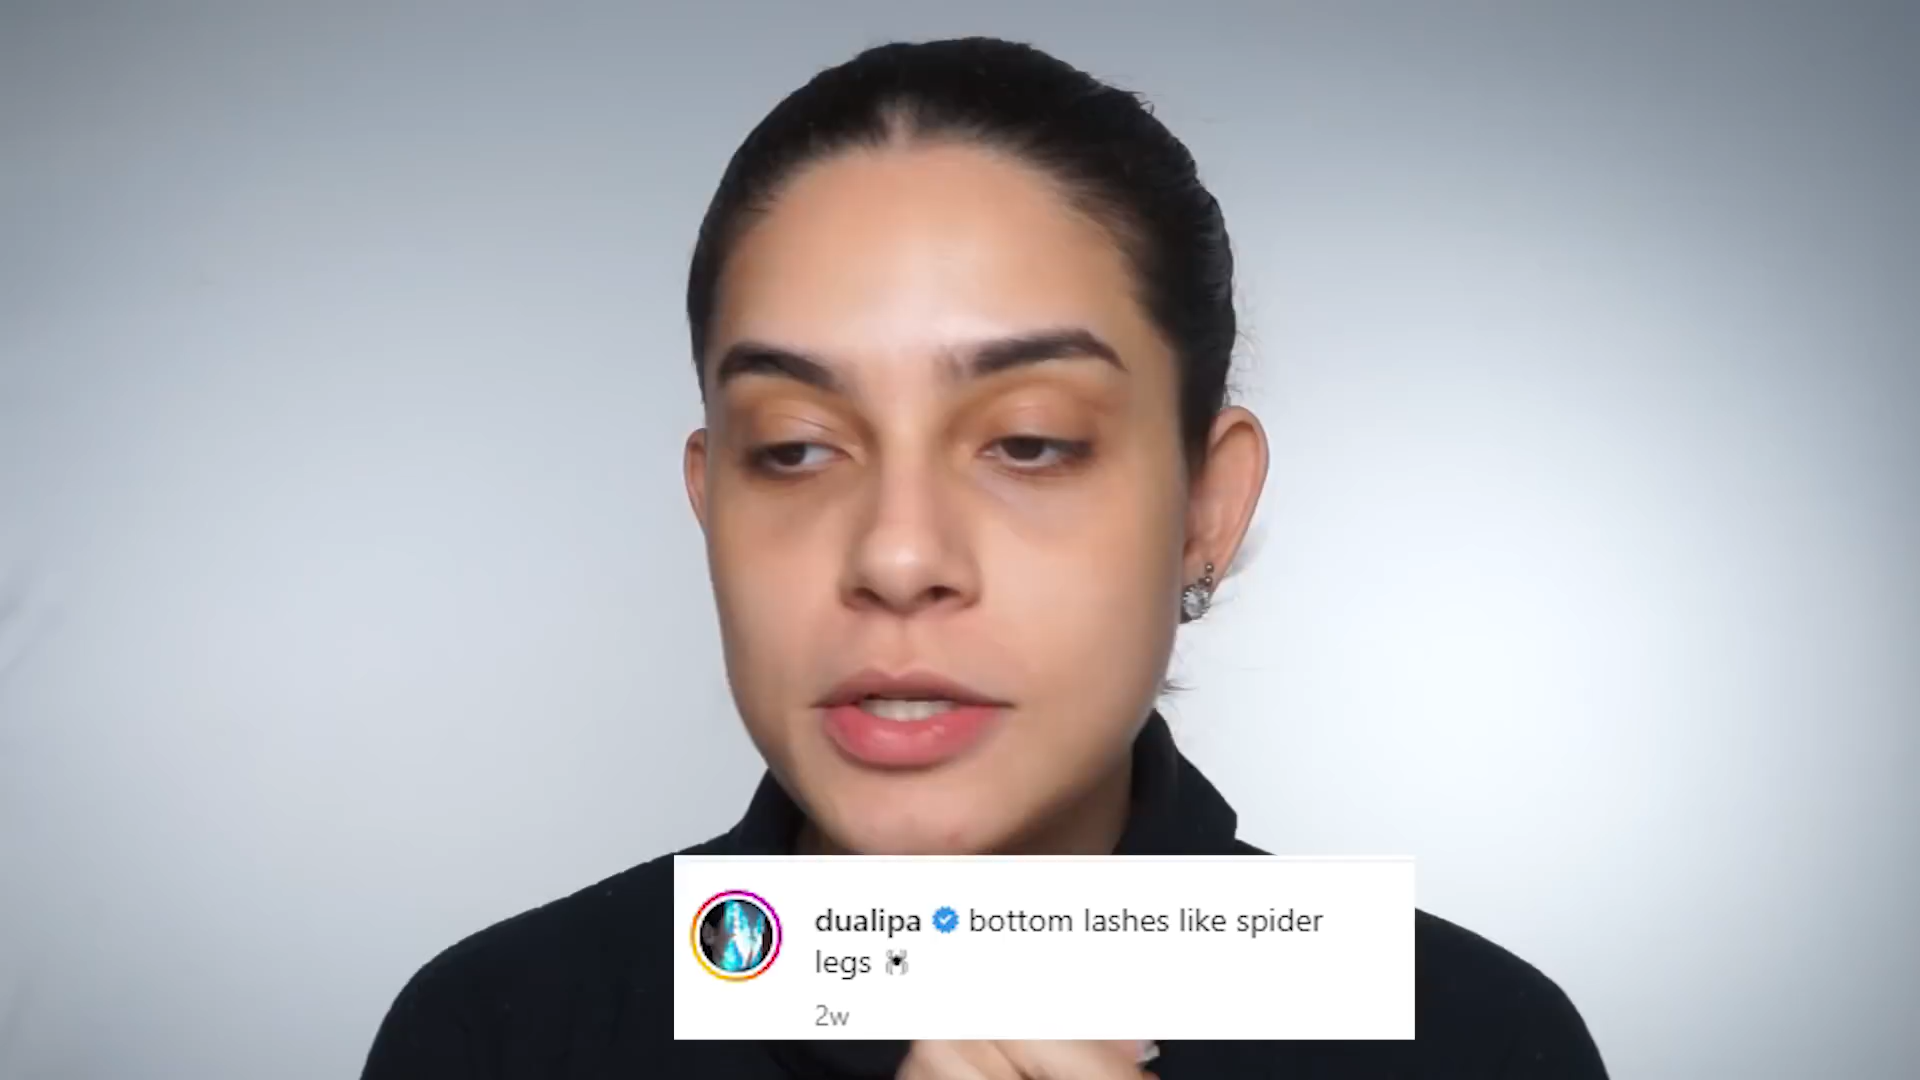 dualipa bottom lashes like spider
legs 🕷
2w